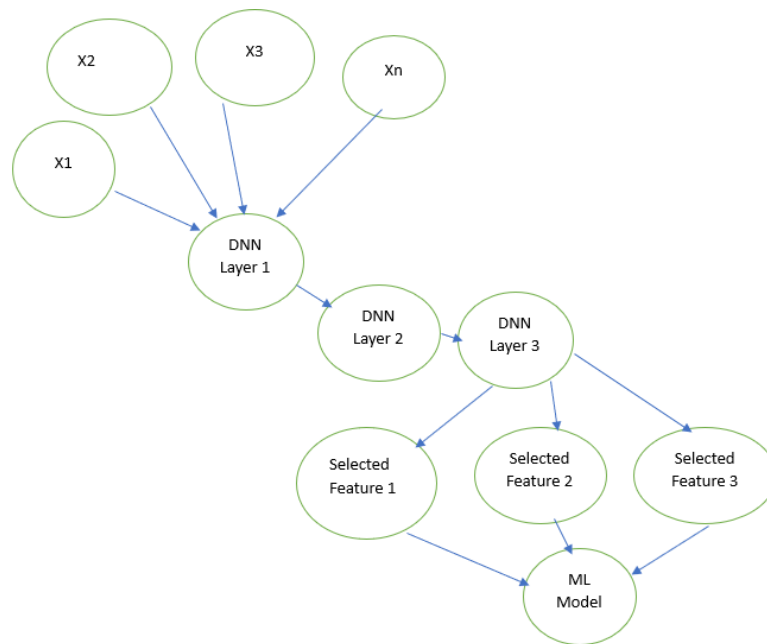 X1
X2
X3
Xn
DNN
Layer 1
DNN
Layer 2
DNN
Layer 3
Selected
Feature 1
Selected
Feature 2
Selected
Feature 3
ML
Model